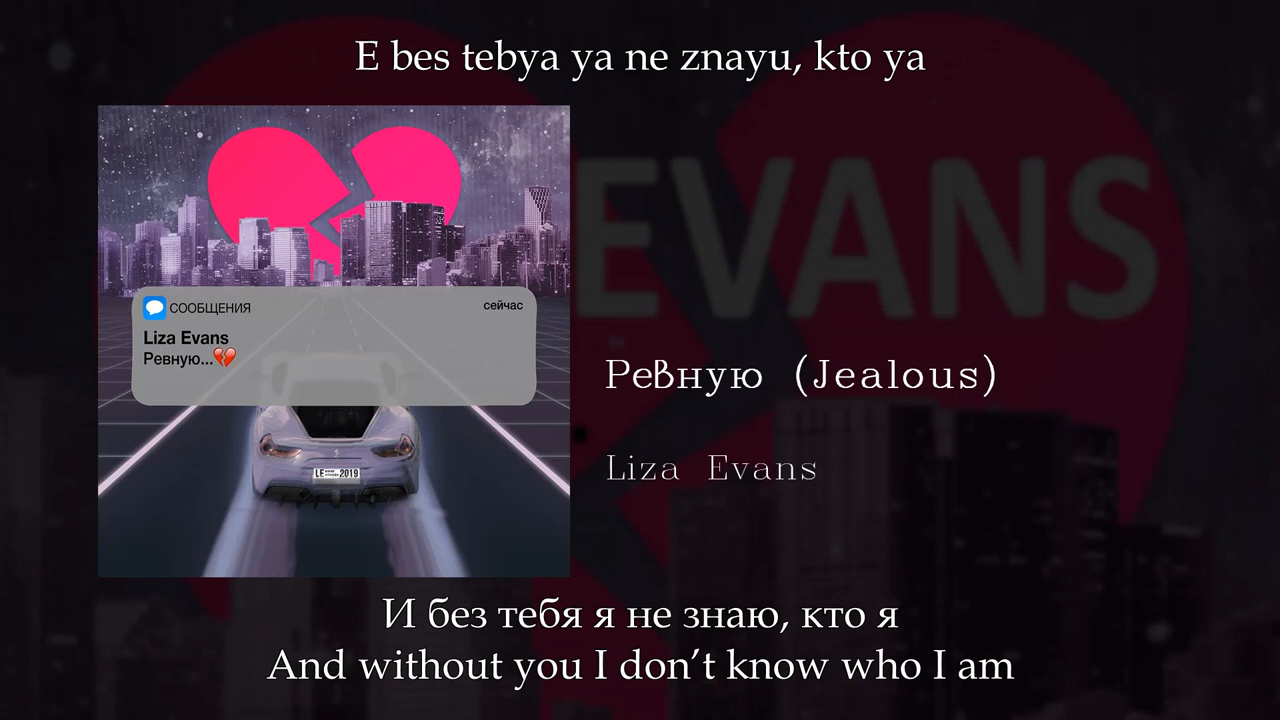 E bes tebya ya ne znayu, kto ya
EVANS
СООБЩЕНИЯ
сейчас
Liza Evans
Ревную...💔
LE 2019
Ревную (Jealous)
Liza Evans
И без тебя я не знаю, кто я
And without you I don't know who I am